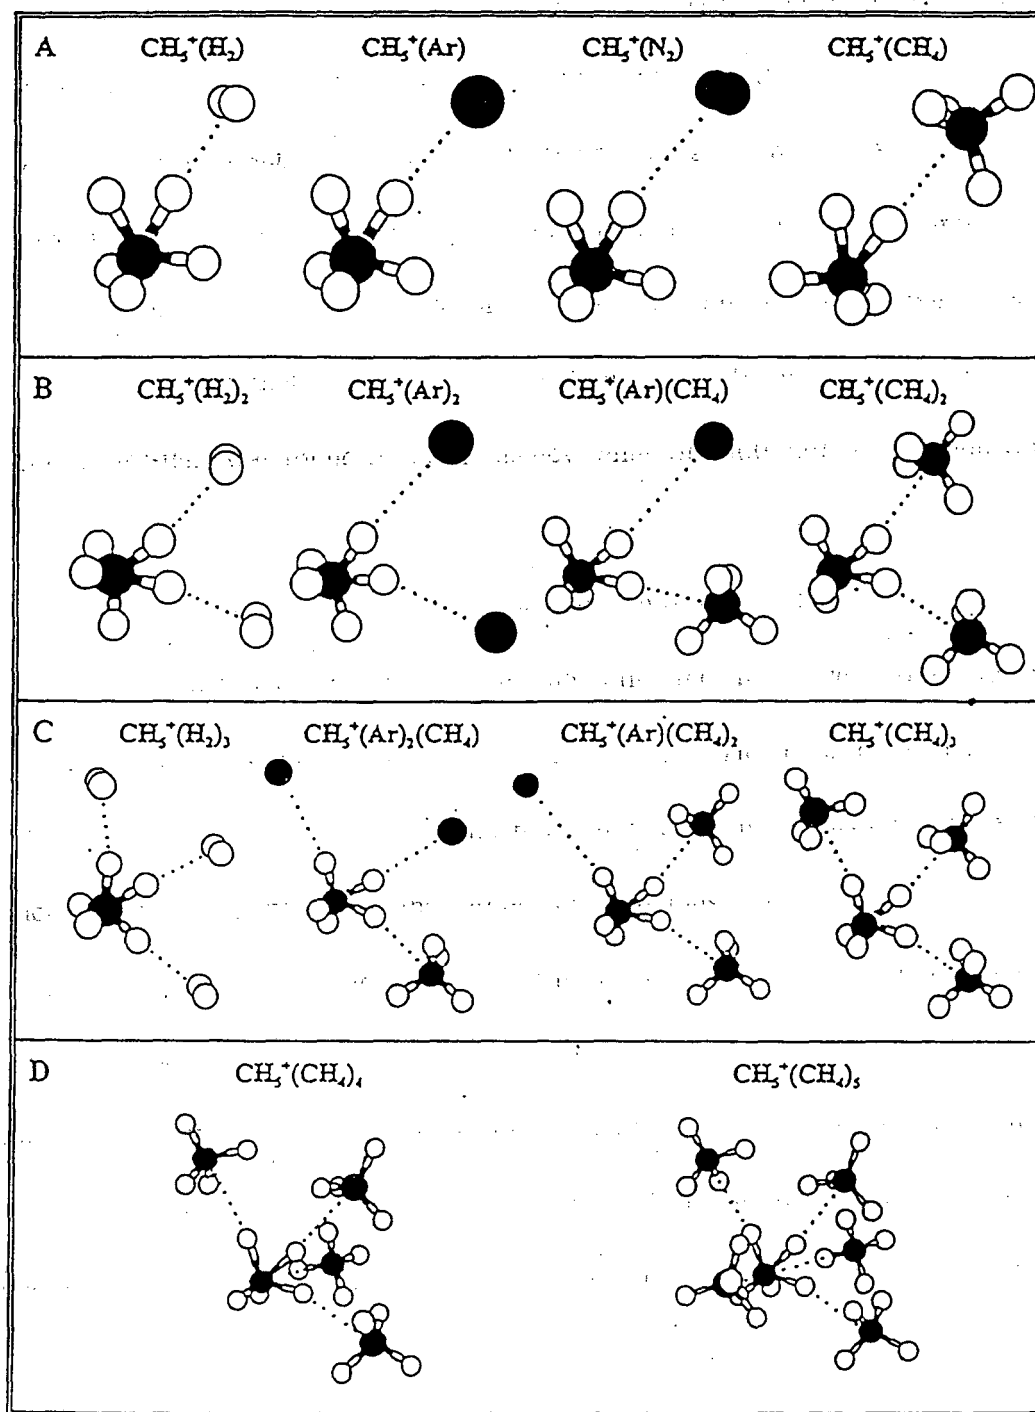 A CH₅⁺(H₂) CH₅⁺(Ar) CH₅⁺(N₂) CH₅⁺(CH₄)
B CH₅⁺(H₂)₂ CH₅⁺(Ar)₂ CH₅⁺(Ar)(CH₄) CH₅⁺(CH₄)₂
C CH₅⁺(H₂)₃ CH₅⁺(Ar)₂(CH₄) CH₅⁺(Ar)(CH₄)₂ CH₅⁺(CH₄)₃
D CH₅⁺(CH₄)₄ CH₅⁺(CH₄)₅